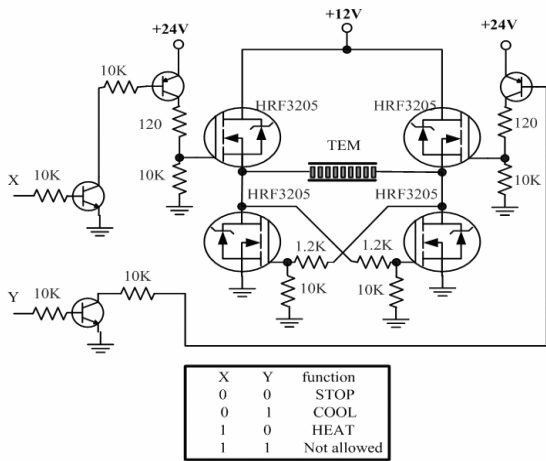 +12V
+24V
+24V
10K
HRF3205
HRF3205
120
120
TEM
10K
10K
10K
X
HRF3205
HRF3205
1.2K
1.2K
10K
10K
10K
Y
10K
X Y function
0 0 STOP
0 1 COOL
1 0 HEAT
1 1 Not allowed